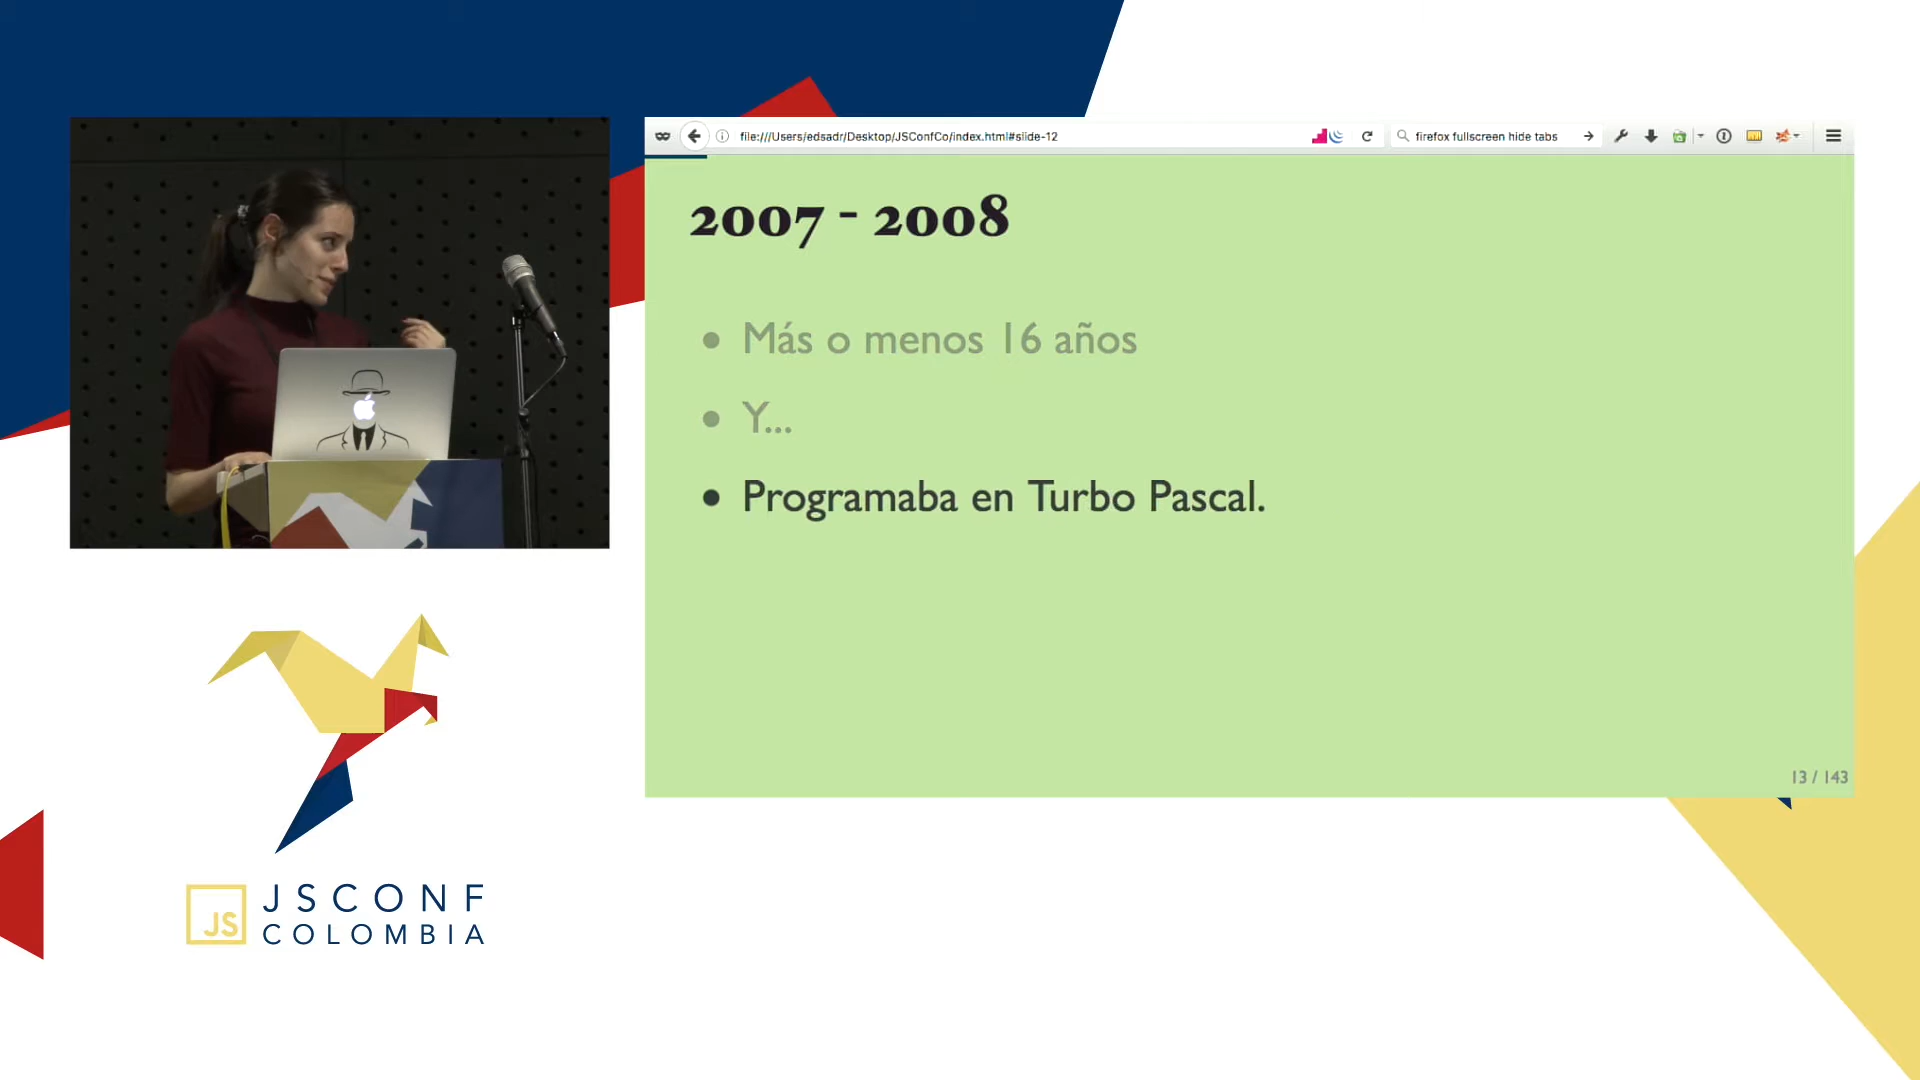 file:///Users/edsadr/Desktop/JSConfCo/index.html#slide-12
firefox fullscreen hide tabs
2007 - 2008
Más o menos 16 años
Y...
Programaba en Turbo Pascal.
13 / 143
JS
JSCONF
COLOMBIA